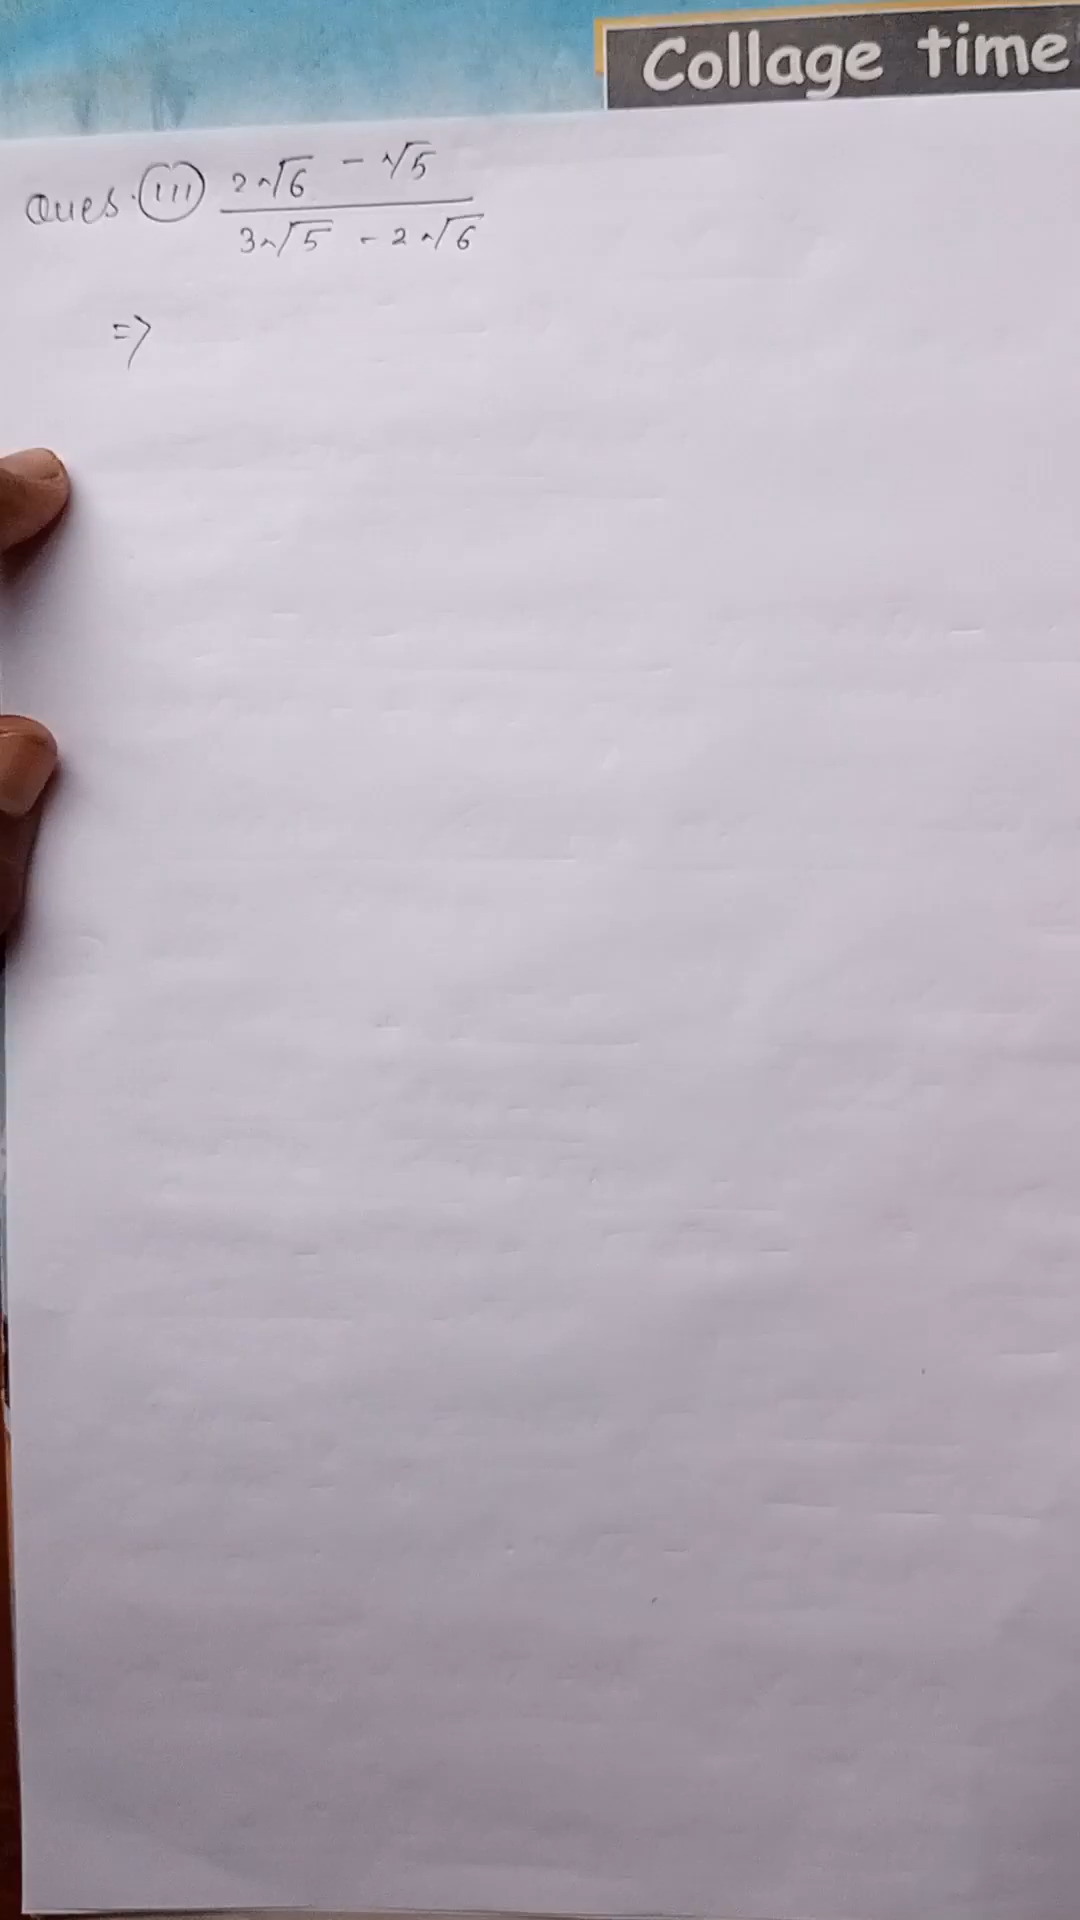 Collage time
Ques. (iii) 2√6 - √5
3√5 - 2√6
=>